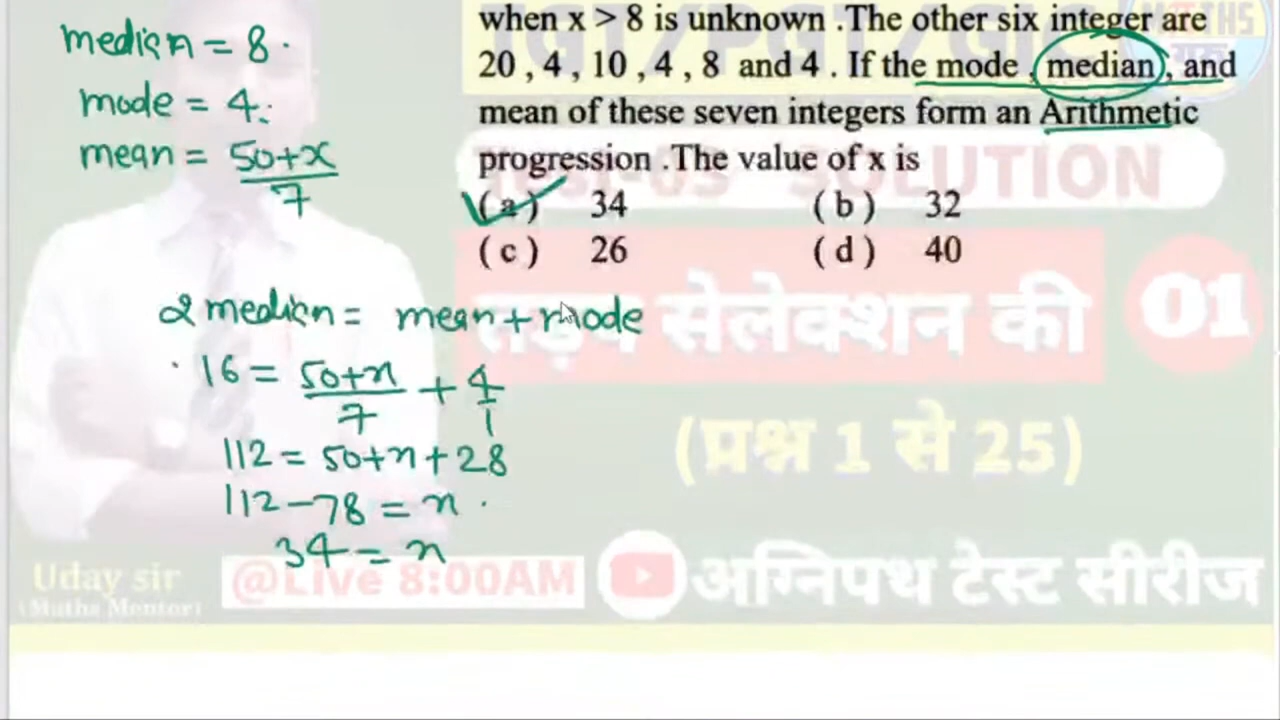 when x > 8 is unknown .The other six integer are
20 , 4 , 10 , 4 , 8 and 4 . If the mode , median , and
mean of these seven integers form an Arithmetic
progression .The value of x is
( a ) 34 ( b ) 32
( c ) 26 ( d ) 40
median = 8.
mode = 4.
mean = 50+x/7
2 median = mean + mode
16 = 50+x/7 + 4/1
112 = 50+x+28
112-78 = x
34 = x
SOLUTION
सेलेक्शन की 01
(प्रश्न 1 से 25)
Uday sir
(Maths Mentor)
@Live 8:00AM
अग्निपथ टेस्ट सीरीज